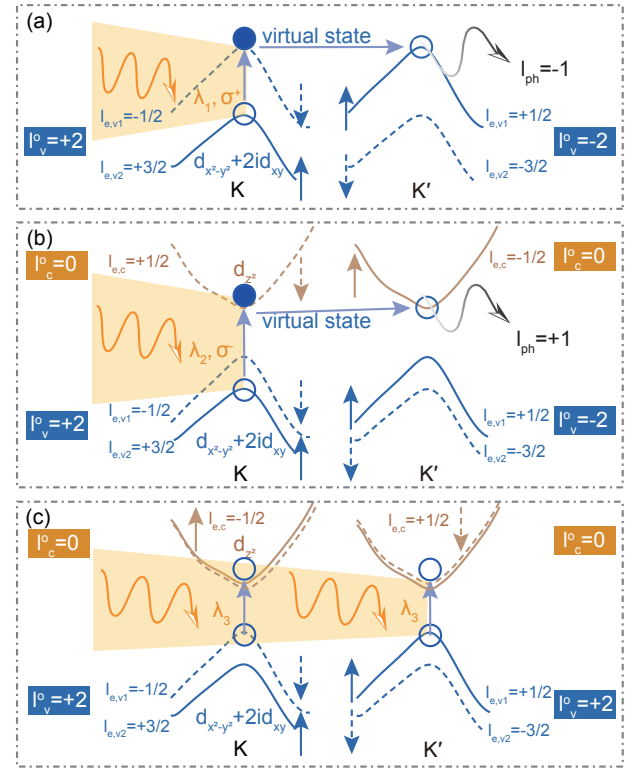 (a)
virtual state
l_ph=-1
λ₁, σ⁺
l_e,v1=-1/2
l_e,v1=+1/2
l^o_v=+2
l^o_v=-2
l_e,v2=+3/2
d_x²-y²+2id_xy
l_e,v2=-3/2
K
K′
(b)
l^o_c=0
l_e,c=+1/2
d_z²
l_e,c=-1/2
l^o_c=0
virtual state
l_ph=+1
λ₂, σ⁻
l^o_v=+2
l_e,v1=-1/2
l_e,v1=+1/2
l^o_v=-2
l_e,v2=+3/2
d_x²-y²+2id_xy
l_e,v2=-3/2
K
K′
(c)
l_e,c=-1/2
l_e,c=+1/2
l^o_c=0
d_z²
l^o_c=0
λ₃
λ₃
l_e,v1=-1/2
l_e,v1=+1/2
l^o_v=+2
l^o_v=+2
l_e,v2=+3/2
d_x²-y²+2id_xy
l_e,v2=-3/2
K
K′